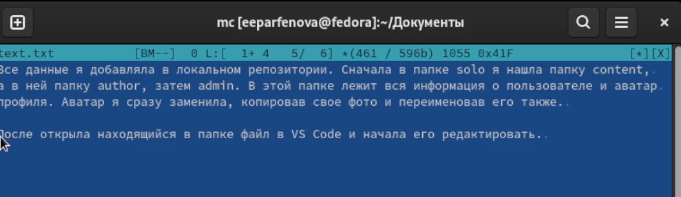 mc [eeparfenova@fedora]:~/Документы
text.txt [BM--] 0 L:[ 1+ 4 5/ 6] *(461 / 596b) 1055 0x41F [*][X]
Все данные я добавляла в локальном репозитории. Сначала в папке solo я нашла папку content,.
а в ней папку author, затем admin. В этой папке лежит вся информация о пользователе и аватар.
профиля. Аватар я сразу заменила, копировав свое фото и переименовав его также..
После открыла находящийся в папке файл в VS Code и начала его редактировать..